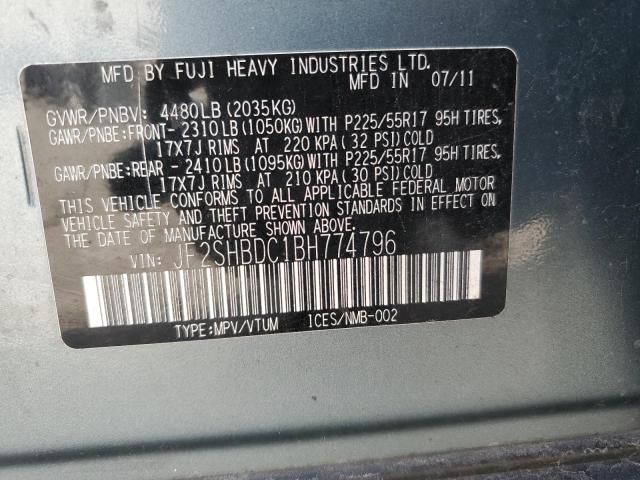 MFD BY FUJI HEAVY INDUSTRIES LTD.
MFD IN 07/11
GVWR/PNBV: 4480LB (2035KG)
GAWR/PNBE:FRONT- 2310LB (1050KG) WITH P225/55R17 95H TIRES,
17X7J RIMS AT 220 KPA (32 PSI) COLD
GAWR/PNBE:REAR - 2410LB (1095KG) WITH P225/55R17 95H TIRES,
17X7J RIMS AT 210 KPA (30 PSI) COLD
THIS VEHICLE CONFORMS TO ALL APPLICABLE FEDERAL MOTOR
VEHICLE SAFETY AND THEFT PREVENTION STANDARDS IN EFFECT ON
THE DATE OF MANUFACTURE SHOWN ABOVE.
VIN: JF2SHBDC1BH774796
TYPE:MPV/VTUM ICES/NMB-002